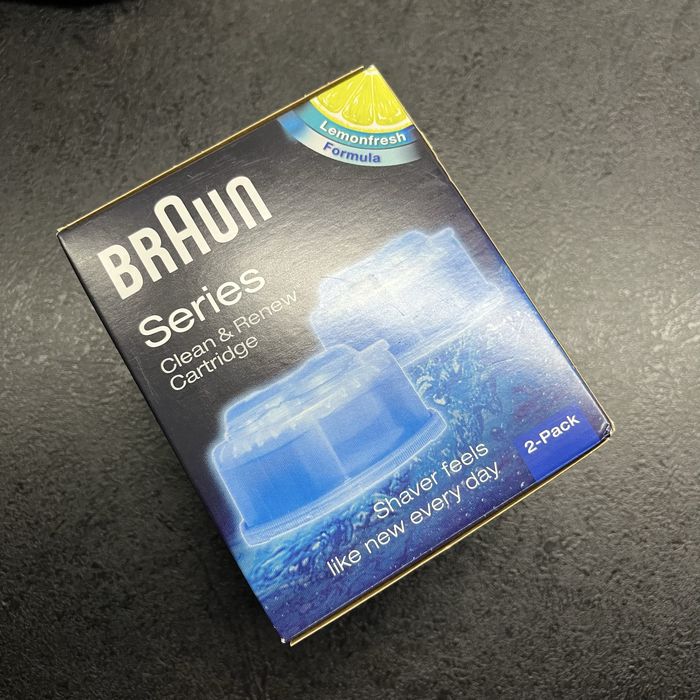 Lemonfresh
Formula
BRAUN
Series
Clean & Renew
Cartridge
Shaver feels
like new every day
2-Pack